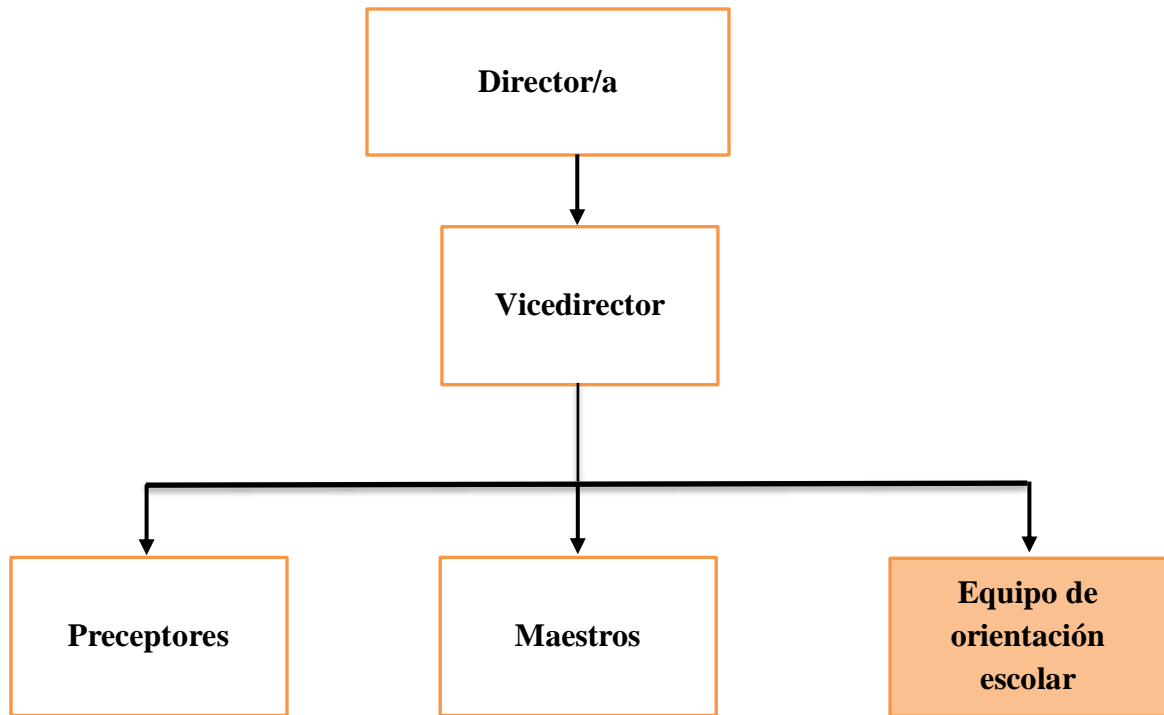 Director/a
Vicedirector
Preceptores
Maestros
Equipo de
orientación
escolar